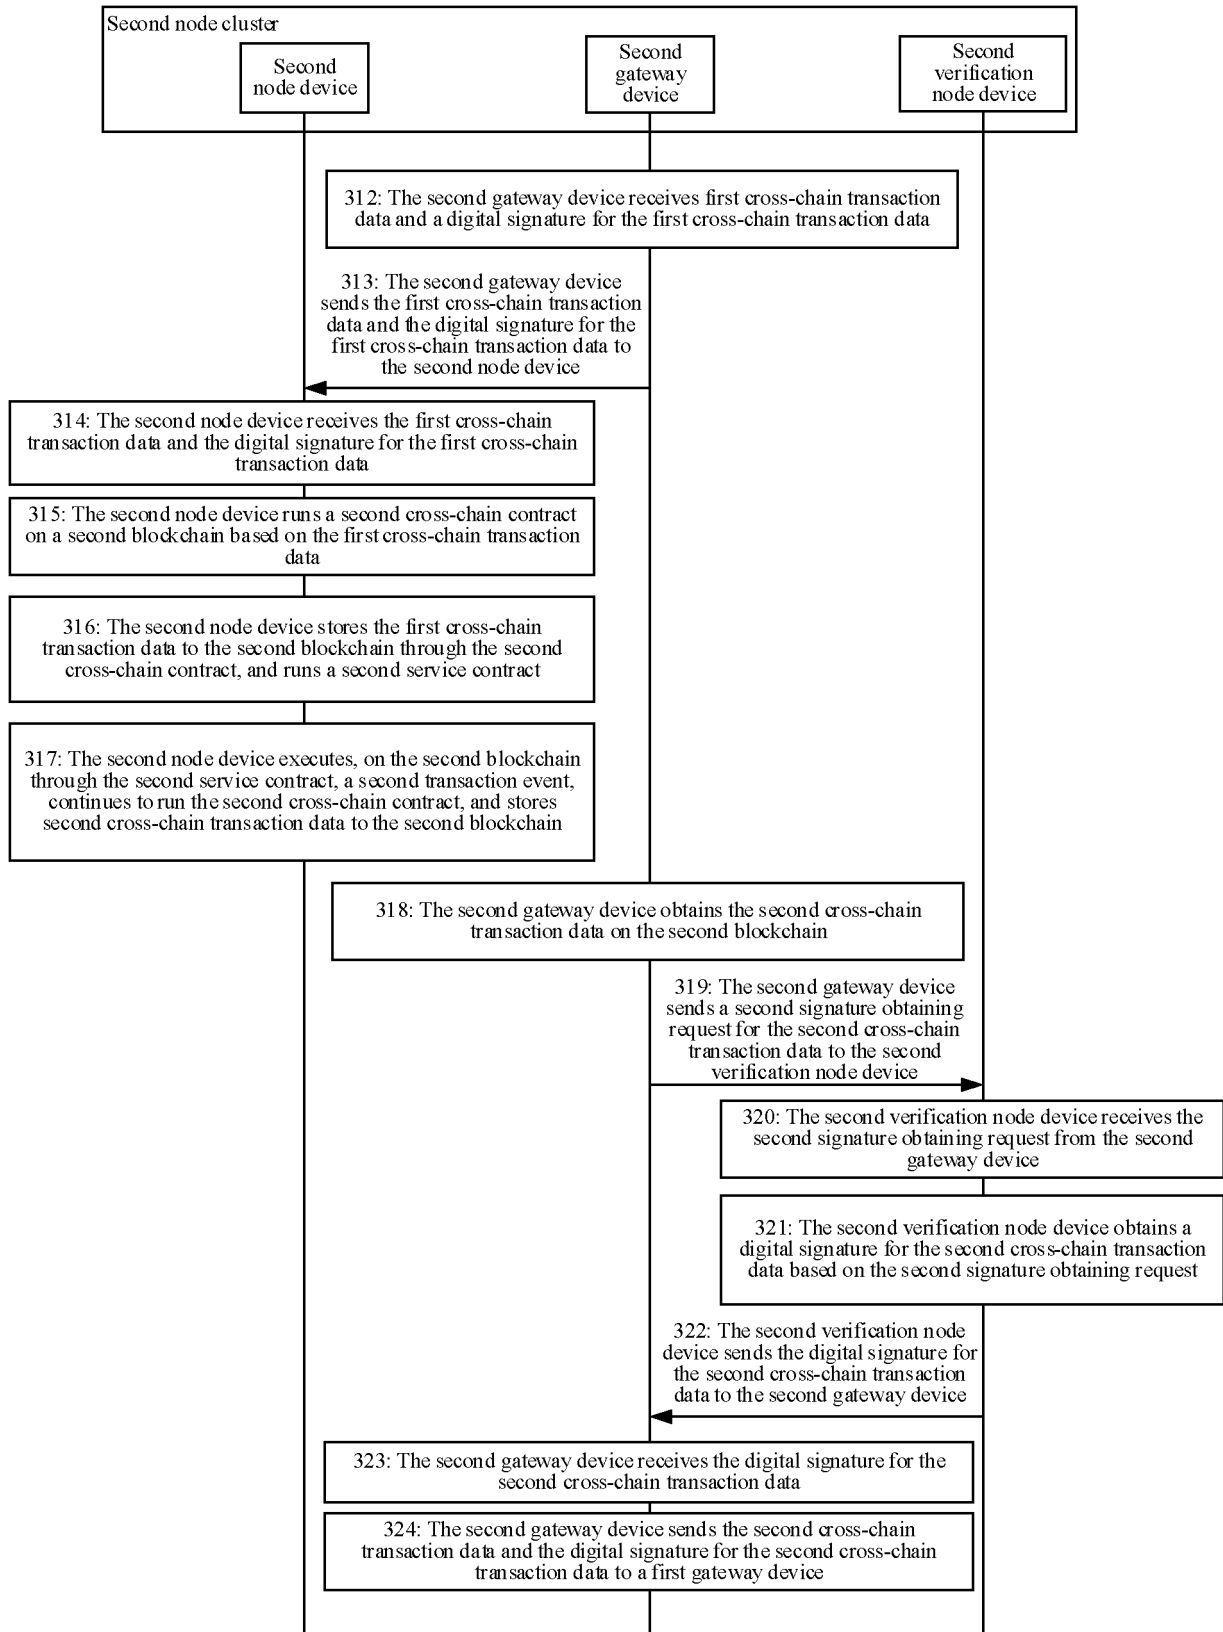 Second node cluster
Second
node device
Second
gateway
device
Second
verification
node device
312: The second gateway device receives first cross-chain transaction
data and a digital signature for the first cross-chain transaction data
313: The second gateway device
sends the first cross-chain transaction
data and the digital signature for the
first cross-chain transaction data to
the second node device
314: The second node device receives the first cross-chain
transaction data and the digital signature for the first cross-chain
transaction data
315: The second node device runs a second cross-chain contract
on a second blockchain based on the first cross-chain transaction
data
316: The second node device stores the first cross-chain
transaction data to the second blockchain through the second
cross-chain contract, and runs a second service contract
317: The second node device executes, on the second blockchain
through the second service contract, a second transaction event,
continues to run the second cross-chain contract, and stores
second cross-chain transaction data to the second blockchain
318: The second gateway device obtains the second cross-chain
transaction data on the second blockchain
319: The second gateway device
sends a second signature obtaining
request for the second cross-chain
transaction data to the second
verification node device
320: The second verification node device receives the
second signature obtaining request from the second
gateway device
321: The second verification node device obtains a
digital signature for the second cross-chain transaction
data based on the second signature obtaining request
322: The second verification node
device sends the digital signature for
the second cross-chain transaction
data to the second gateway device
323: The second gateway device receives the digital signature for the
second cross-chain transaction data
324: The second gateway device sends the second cross-chain
transaction data and the digital signature for the second cross-chain
transaction data to a first gateway device